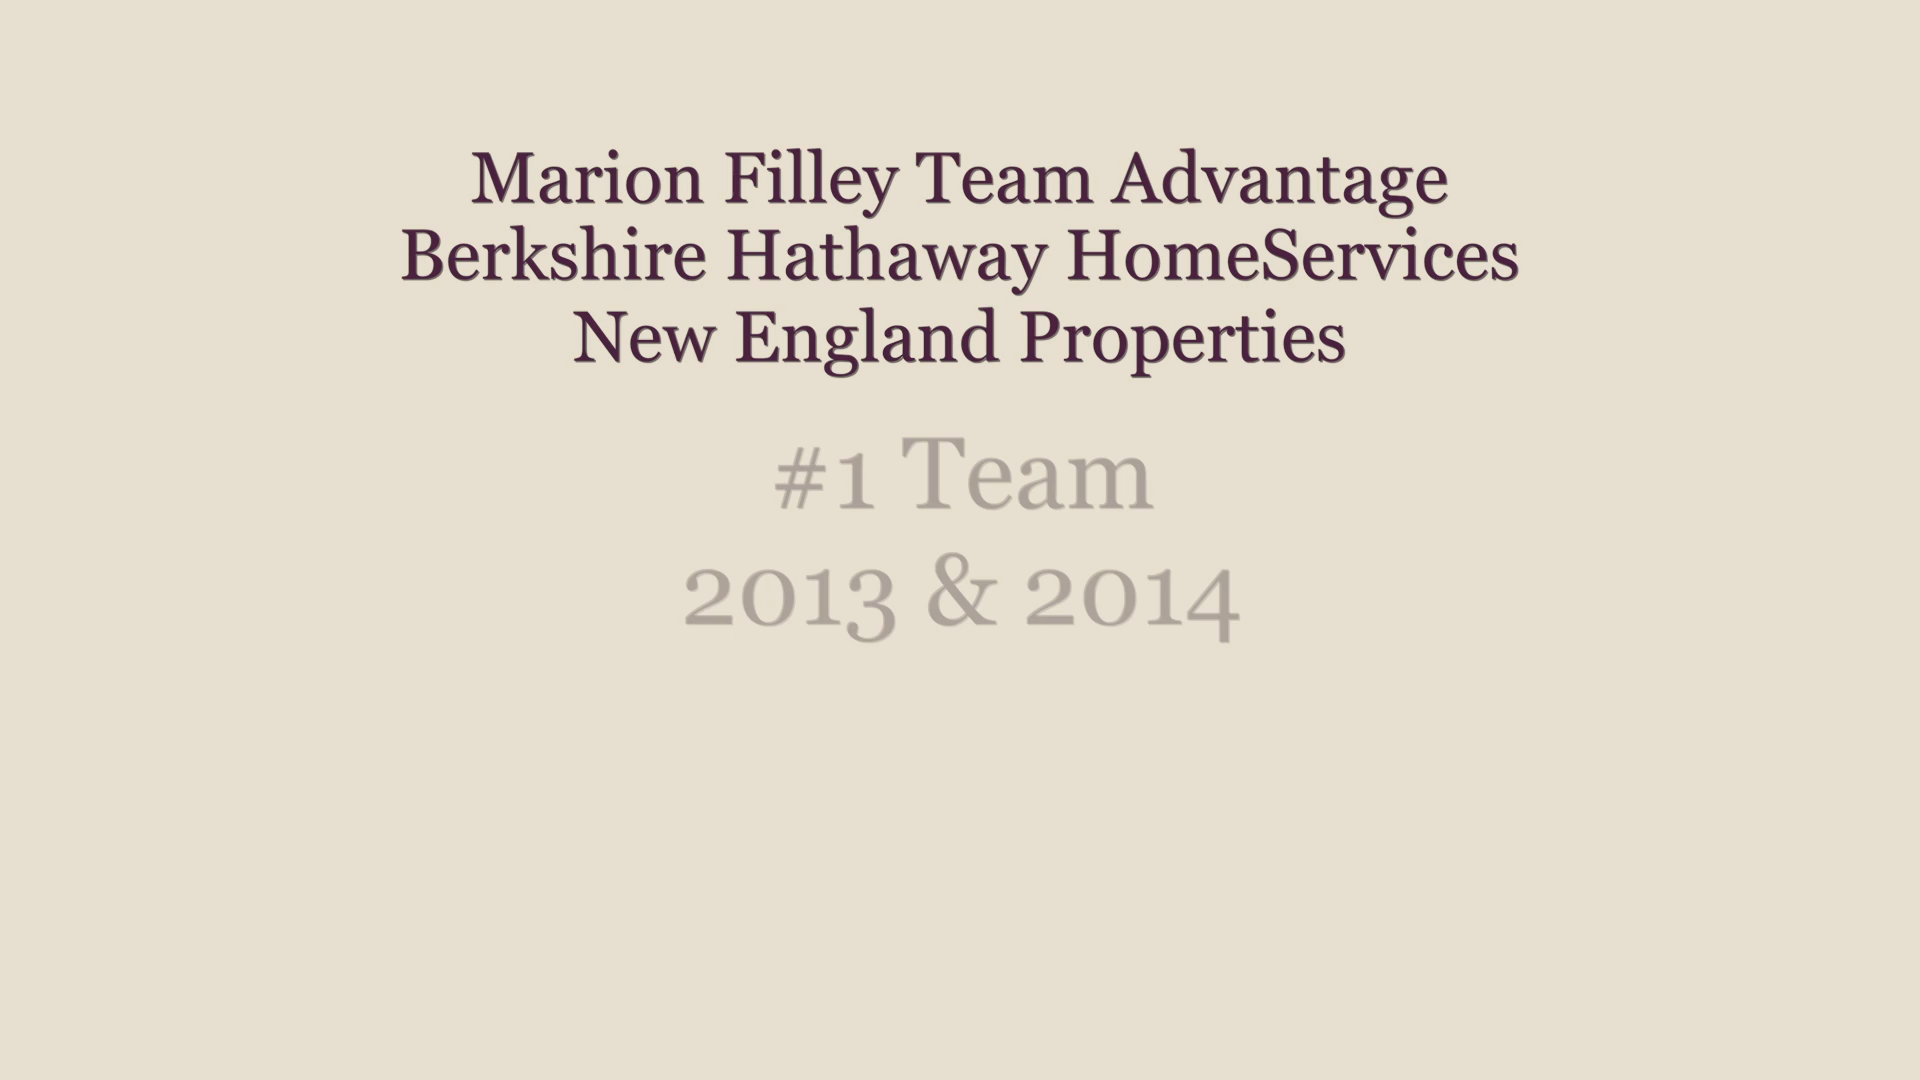 Marion Filley Team Advantage
Berkshire Hathaway HomeServices
New England Properties
#1 Team
2013 & 2014